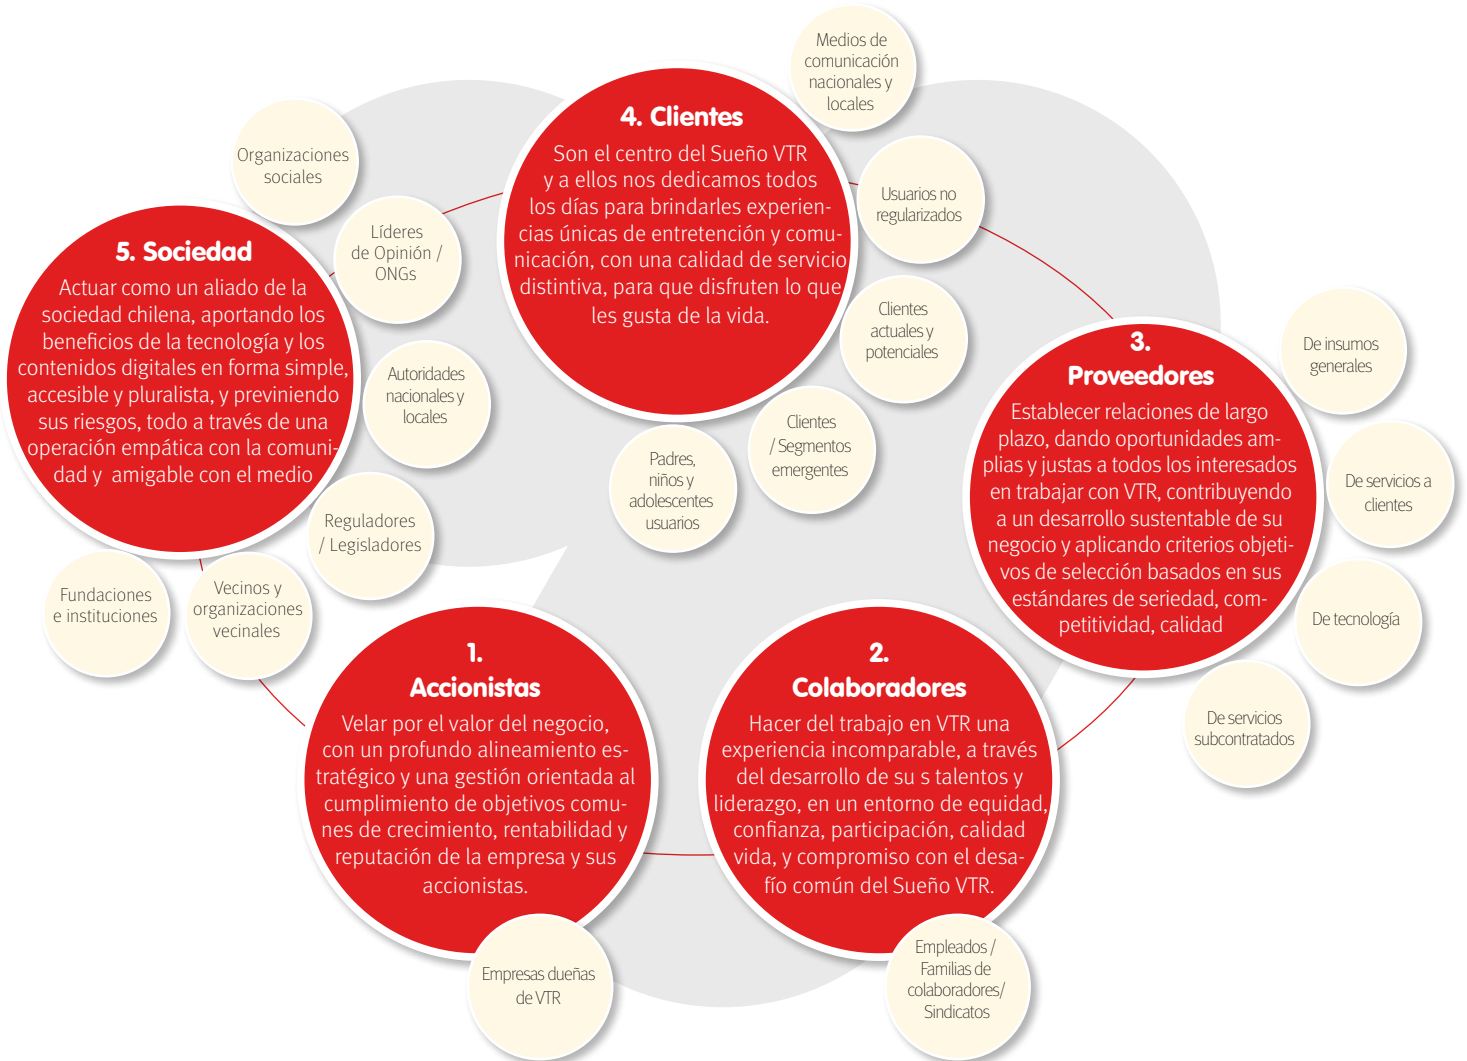 Medios de
comunicación
nacionales y
locales
4. Clientes
Son el centro del Sueño VTR
y a ellos nos dedicamos todos
los días para brindarles experien-
cias únicas de entretención y comu-
nicación, con una calidad de servicio
distintiva, para que disfruten lo que
les gusta de la vida.
Usuarios no
regularizados
Clientes
actuales y
potenciales
Clientes
/ Segmentos
emergentes
Padres,
niños y
adolescentes
usuarios
Organizaciones
sociales
Líderes
de Opinión /
ONGs
5. Sociedad
Actuar como un aliado de la
sociedad chilena, aportando los
beneficios de la tecnología y los
contenidos digitales en forma simple,
accesible y pluralista, y previniendo
sus riesgos, todo a través de una
operación empática con la comuni-
dad y  amigable con el medio
Autoridades
nacionales y
locales
Reguladores
/ Legisladores
Fundaciones
e instituciones
Vecinos y
organizaciones
vecinales
3.
Proveedores
Establecer relaciones de largo
plazo, dando oportunidades am-
plias y justas a todos los interesados
en trabajar con VTR, contribuyendo
a un desarrollo sustentable de su
negocio y aplicando criterios objeti-
vos de selección basados en sus
estándares de seriedad, com-
petitividad, calidad
De insumos
generales
De servicios a
clientes
De tecnología
De servicios
subcontratados
1.
Accionistas
Velar por el valor del negocio,
con un profundo alineamiento es-
tratégico y una gestión orientada al
cumplimiento de objetivos comu-
nes de crecimiento, rentabilidad y
reputación de la empresa y sus
accionistas.
Empresas dueñas
de VTR
2.
Colaboradores
Hacer del trabajo en VTR una
experiencia incomparable, a través
del desarrollo de su s talentos y
liderazgo, en un entorno de equidad,
confianza, participación, calidad
vida, y compromiso con el desa-
fío común del Sueño VTR.
Empleados /
Familias de
colaboradores/
Sindicatos